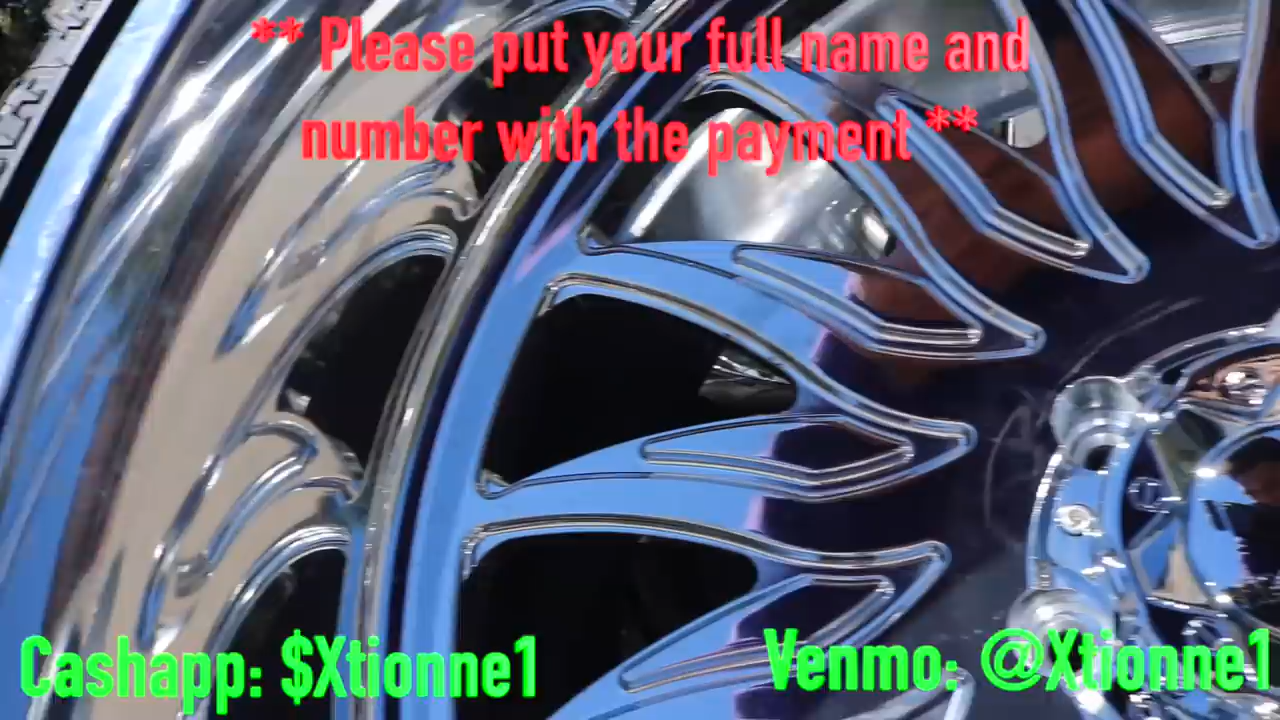 ** Please put your full name and
number with the payment **
Cashapp: $Xtionne1
Venmo: @Xtionne1